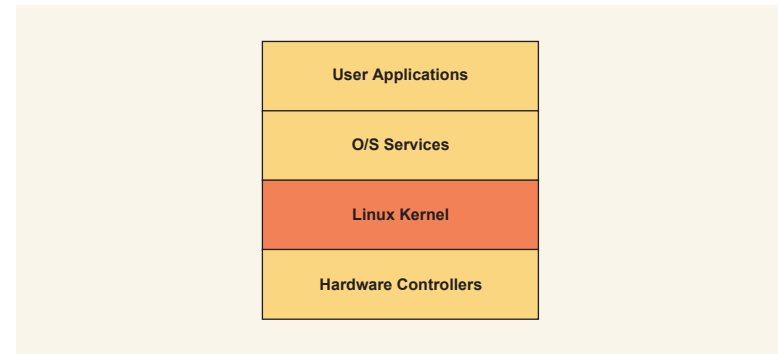 User Applications
O/S Services
Linux Kernel
Hardware Controllers